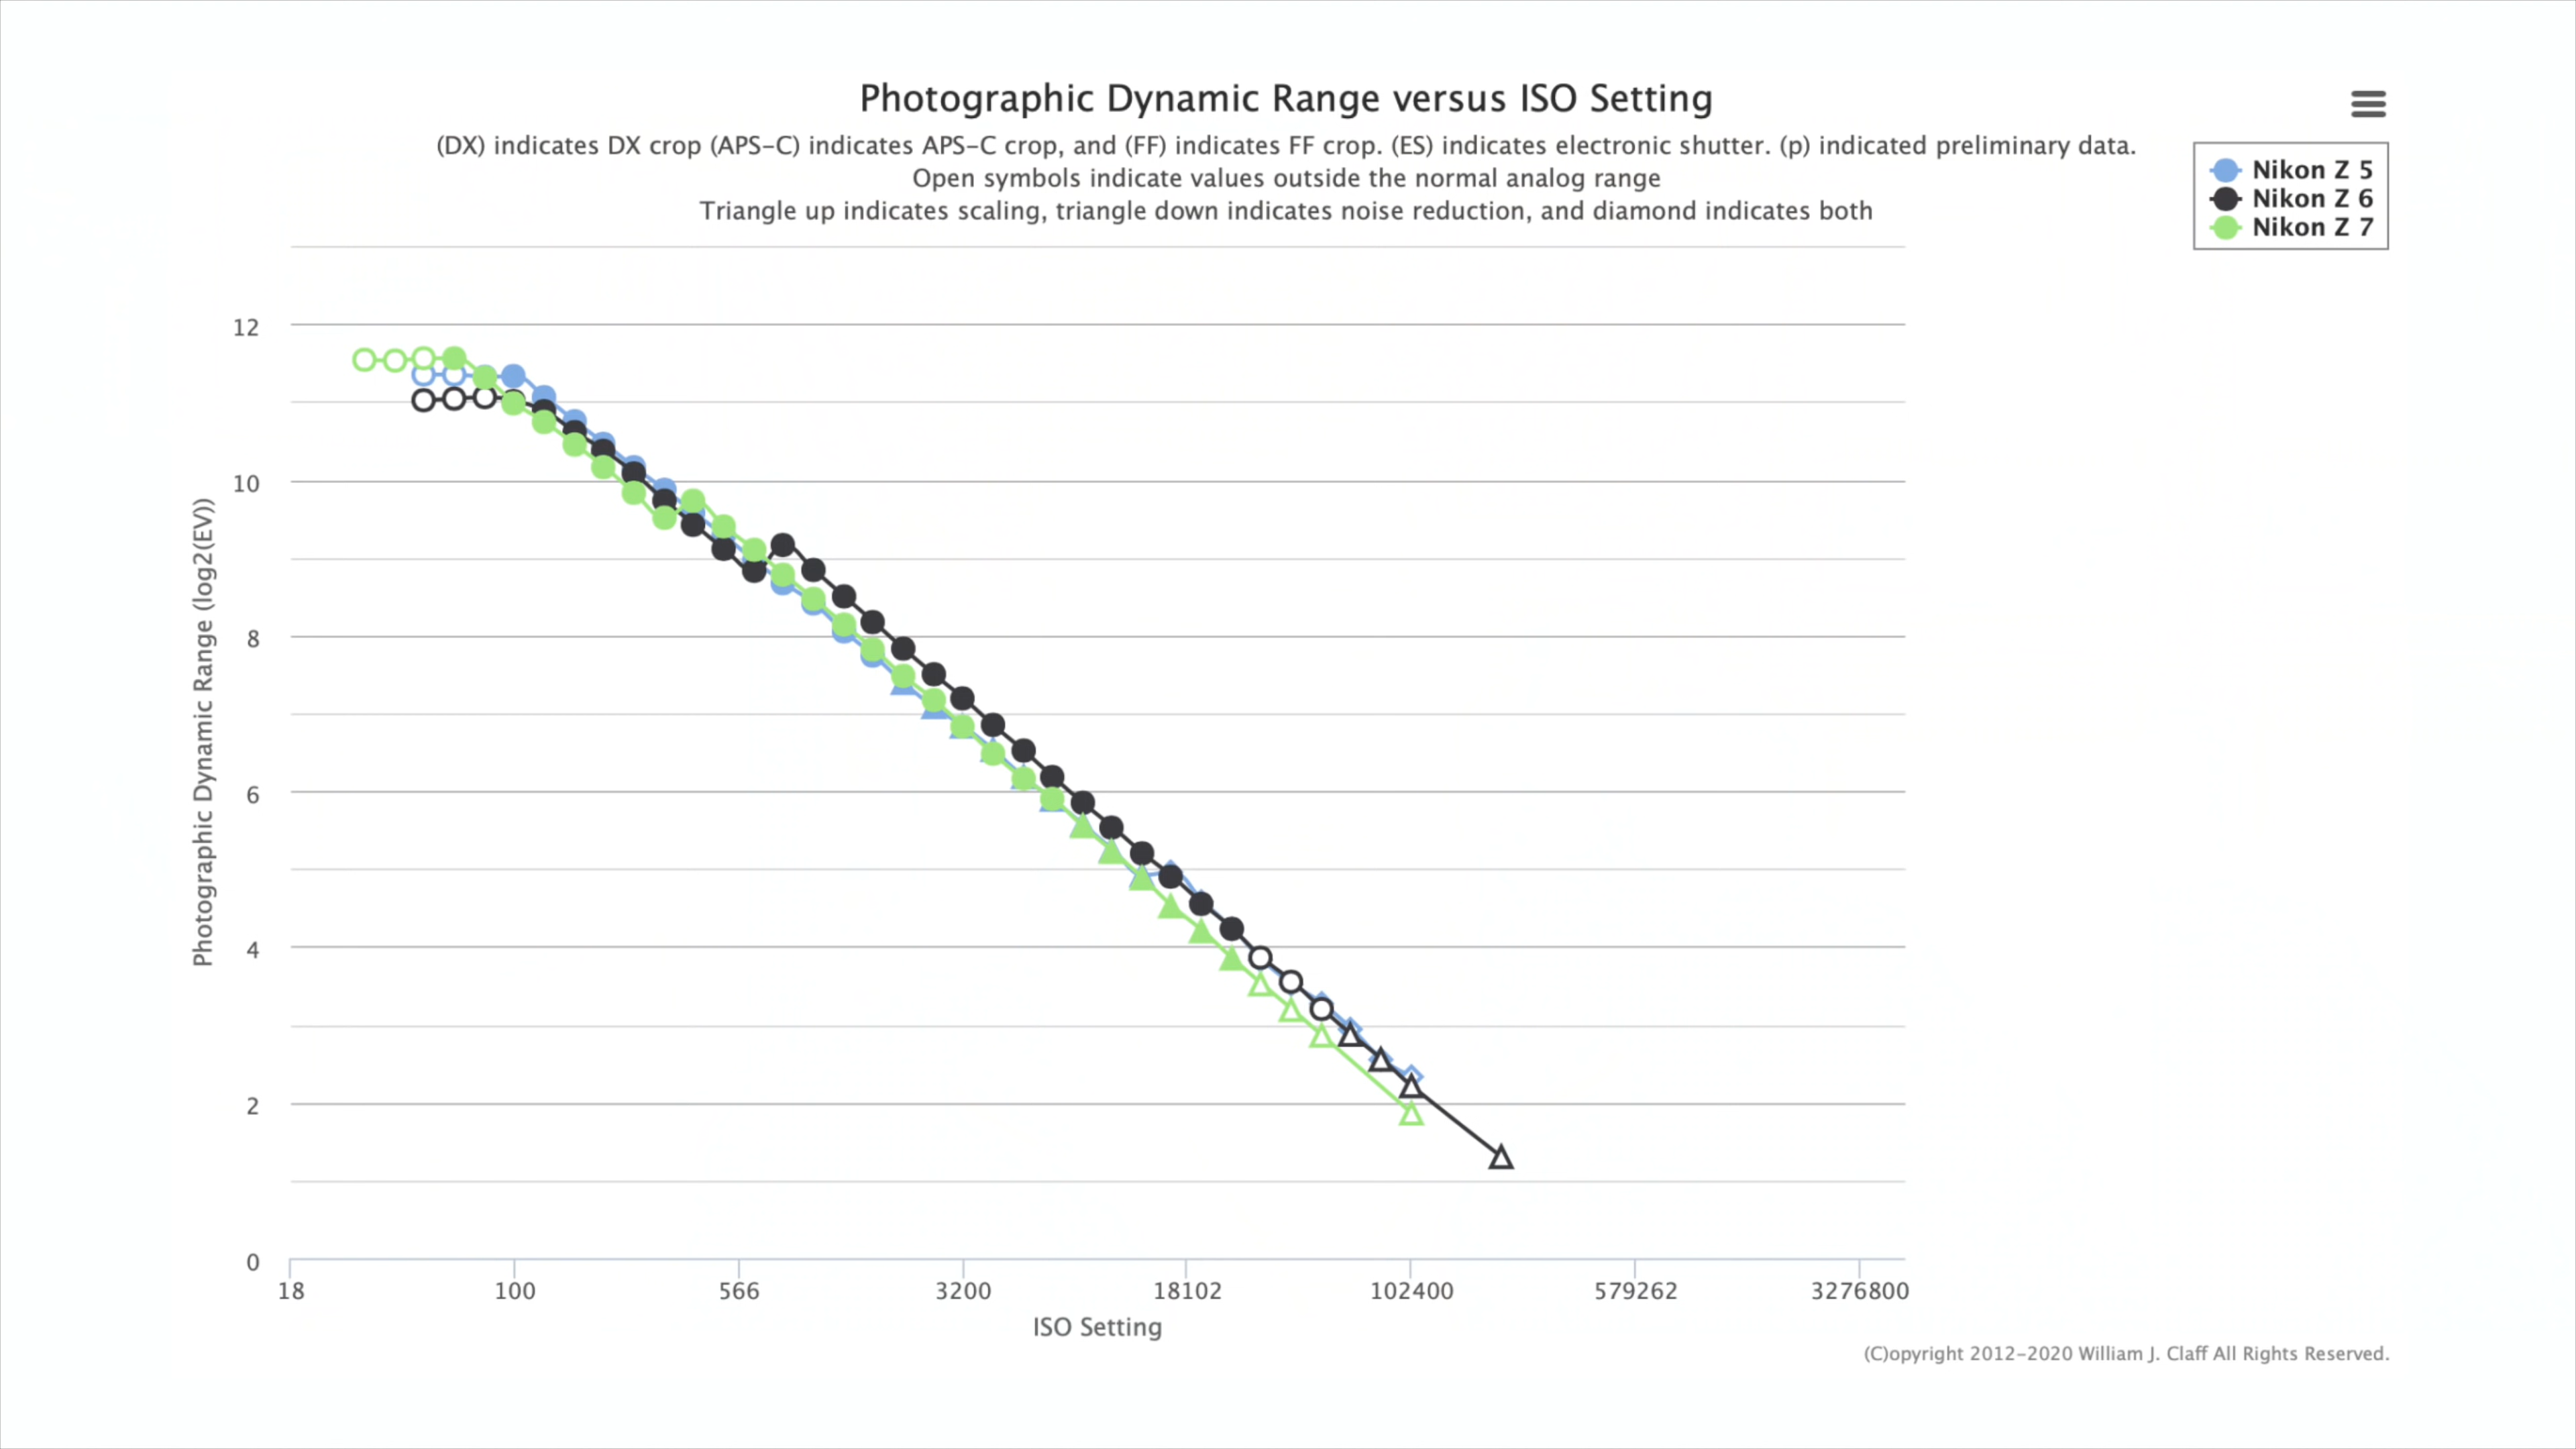 Photographic Dynamic Range versus ISO Setting
(DX) indicates DX crop (APS-C) indicates APS-C crop, and (FF) indicates FF crop. (ES) indicates electronic shutter. (p) indicated preliminary data.
Open symbols indicate values outside the normal analog range
Triangle up indicates scaling, triangle down indicates noise reduction, and diamond indicates both
Nikon Z 5
Nikon Z 6
Nikon Z 7
Photographic Dynamic Range (log2(EV))
12
10
8
6
4
2
0
18 100 566 3200 18102 102400 579262 3276800
ISO Setting
(C)opyright 2012-2020 William J. Claff All Rights Reserved.